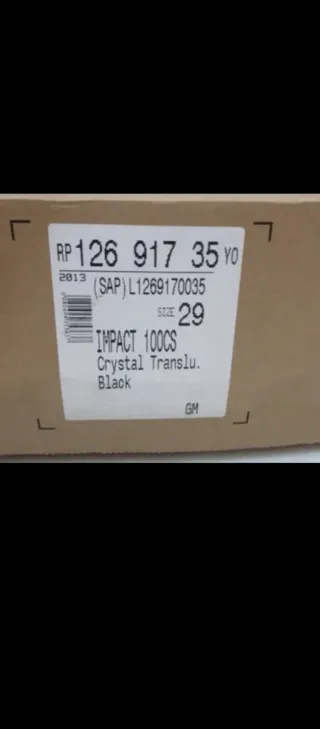 RP 126 917 35 YO
2013
(SAP)L1269170035
SIZE 29
IMPACT 100CS
Crystal Translu.
Black
GM